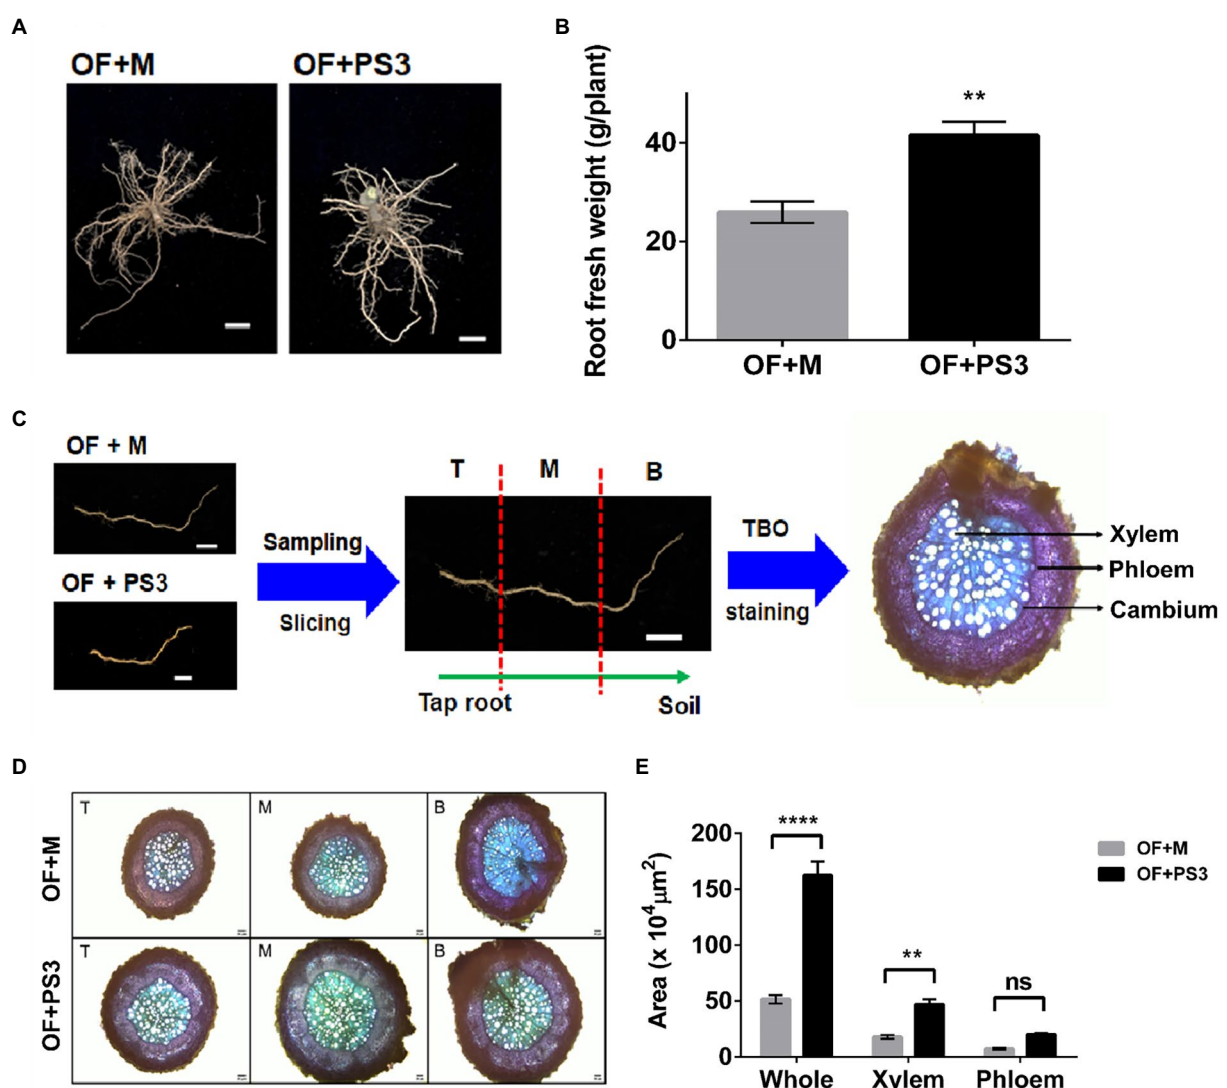 A
OF+M
OF+PS3
B
Root fresh weight (g/plant)
40
20
0
**
OF+M
OF+PS3
C
OF + M
OF + PS3
Sampling
Slicing
T
M
B
Tap root
Soil
TBO
staining
Xylem
Phloem
Cambium
D
OF+M
T
M
B
OF+PS3
T
M
B
E
Area (x 10⁴µm²)
200
150
100
50
0
****
**
ns
Whole
Xylem
Phloem
OF+M
OF+PS3